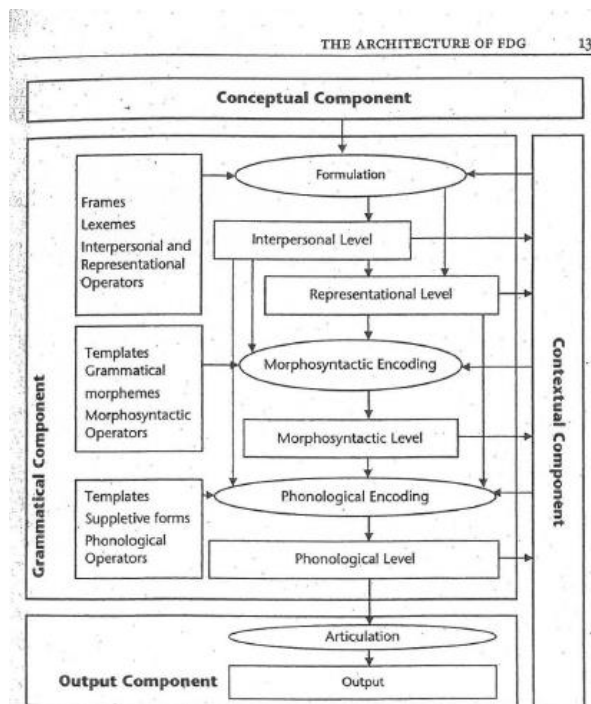 THE ARCHITECTURE OF FDG 13
Conceptual Component
Formulation
Frames
Lexemes
Interpersonal and
Representational
Operators
Interpersonal Level
Representational Level
Templates
Grammatical
morphemes
Morphosyntactic
Operators
Morphosyntactic Encoding
Morphosyntactic Level
Templates
Suppletive forms
Phonological
Operators
Phonological Encoding
Phonological Level
Grammatical Component
Contextual Component
Articulation
Output Component
Output